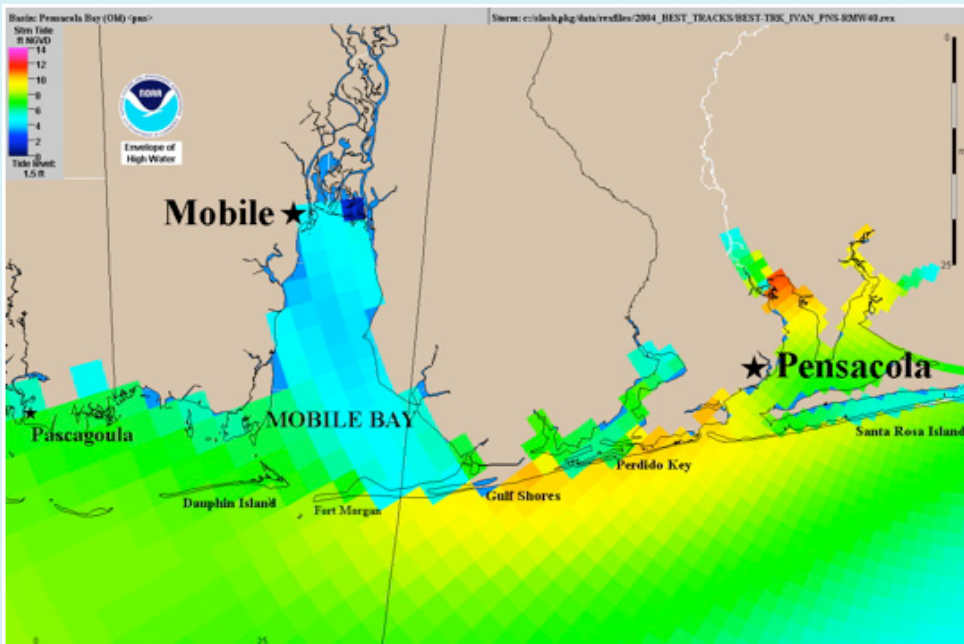 Basin: Pensacola Bay (OM) <pns>
Storm: c:/slosh.pkg/data/rexfiles/2004_BEST_TRACKS/BEST-TRK_IVAN_PNS-RMW40.rex
Stm Tide
ft NGVD
14
12
10
8
6
4
2
0
Tide level:
1.5 ft
NOAA
Envelope of
High Water
0
m
25
Mobile
Pensacola
MOBILE BAY
Pascagoula
Santa Rosa Island
Perdido Key
Gulf Shores
Dauphin Island
Fort Morgan
0
25